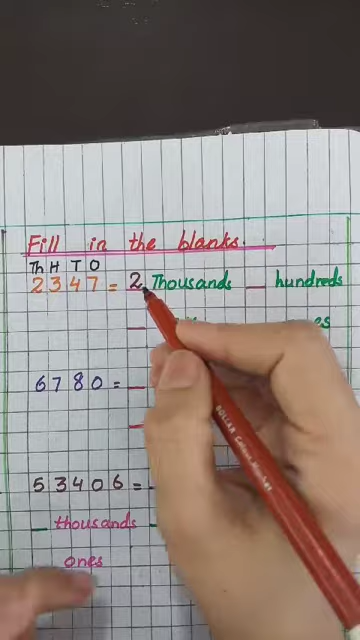 Fill in the blanks.
Th H T O
2 3 4 7 = 2 Thousands _ hundreds
_
6 7 8 0 = _
_
5 3 4 0 6 =
_ thousands
ones
DOLLAR